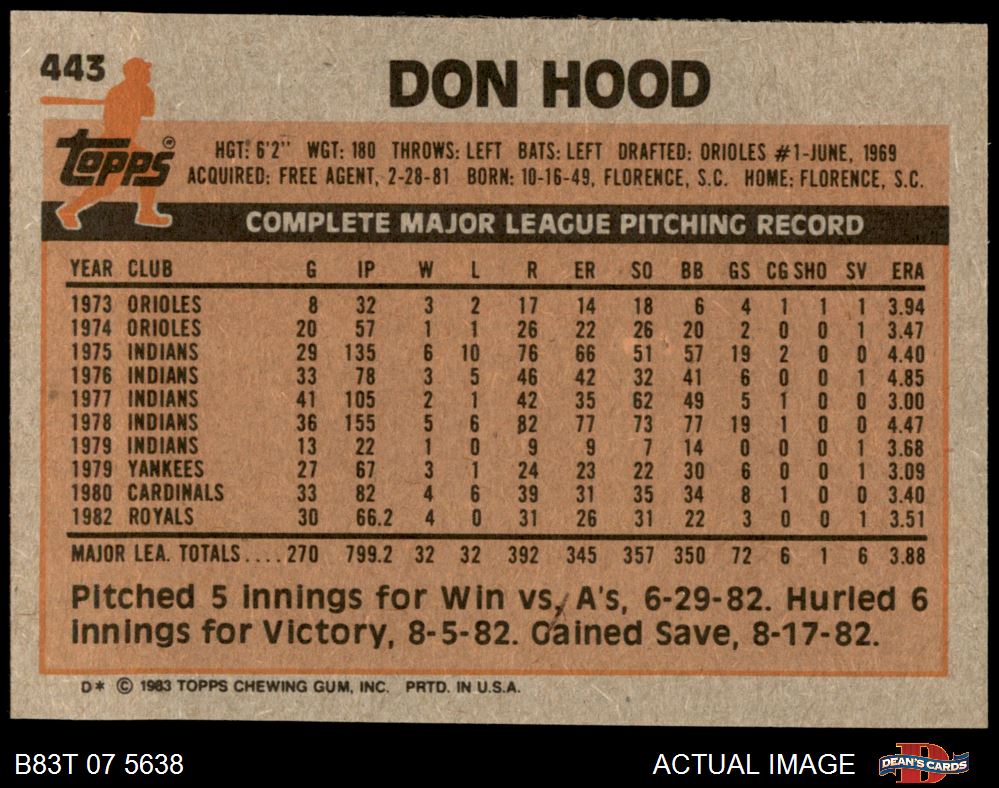 443
DON HOOD
topps®
HGT: 6'2" WGT: 180 THROWS: LEFT BATS: LEFT DRAFTED: ORIOLES #1-JUNE, 1969
ACQUIRED: FREE AGENT, 2-28-81 BORN: 10-16-49, FLORENCE, S.C. HOME: FLORENCE, S.C.
COMPLETE MAJOR LEAGUE PITCHING RECORD
YEAR CLUB G IP W L R ER SO BB GS CG SHO SV ERA
1973 ORIOLES 8 32 3 2 17 14 18 6 4 1 1 1 3.94
1974 ORIOLES 20 57 1 1 26 22 26 20 2 0 0 1 3.47
1975 INDIANS 29 135 6 10 76 66 51 57 19 2 0 0 4.40
1976 INDIANS 33 78 3 5 46 42 32 41 6 0 0 1 4.85
1977 INDIANS 41 105 2 1 42 35 62 49 5 1 0 0 3.00
1978 INDIANS 36 155 5 6 82 77 73 77 19 1 0 0 4.47
1979 INDIANS 13 22 1 0 9 9 7 14 0 0 0 1 3.68
1979 YANKEES 27 67 3 1 24 23 22 30 6 0 0 1 3.09
1980 CARDINALS 33 82 4 6 39 31 35 34 8 1 0 0 3.40
1982 ROYALS 30 66.2 4 0 31 26 31 22 3 0 0 1 3.51
MAJOR LEA. TOTALS.... 270 799.2 32 32 392 345 357 350 72 6 1 6 3.88
Pitched 5 innings for Win vs. A's, 6-29-82. Hurled 6
innings for Victory, 8-5-82. Gained Save, 8-17-82.
D* © 1983 TOPPS CHEWING GUM, INC. PRTD. IN U.S.A.
B83T 07 5638 ACTUAL IMAGE D DEAN'S CARDS